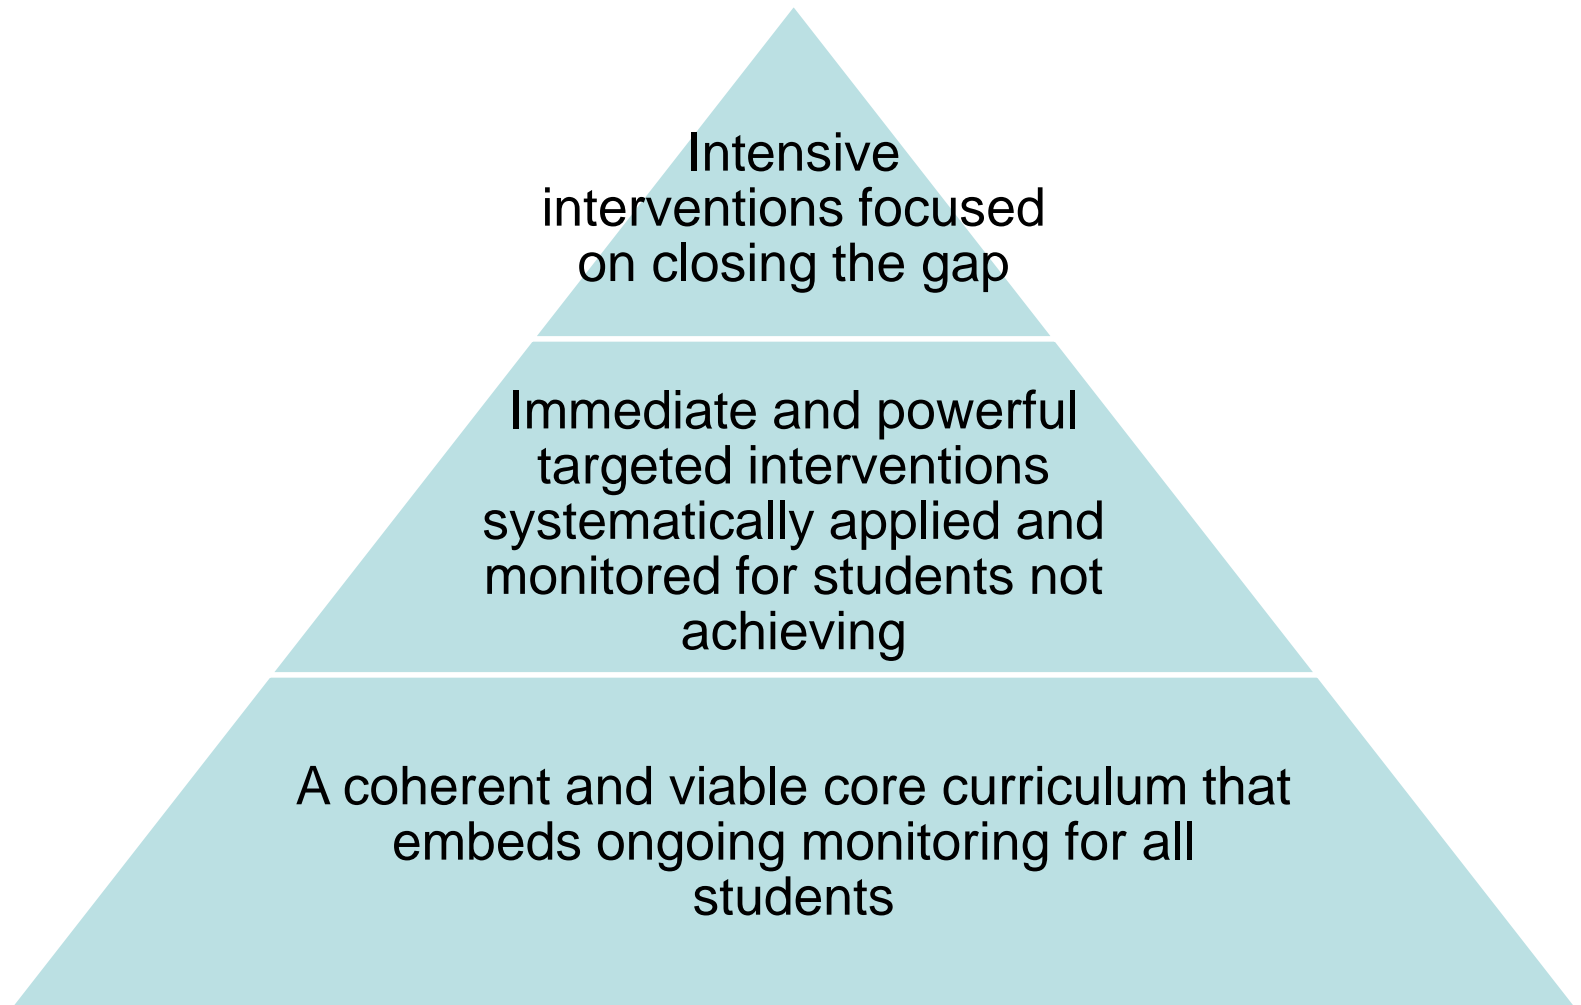 Intensive
interventions focused
on closing the gap
Immediate and powerful
targeted interventions
systematically applied and
monitored for students not
achieving
A coherent and viable core curriculum that
embeds ongoing monitoring for all
students